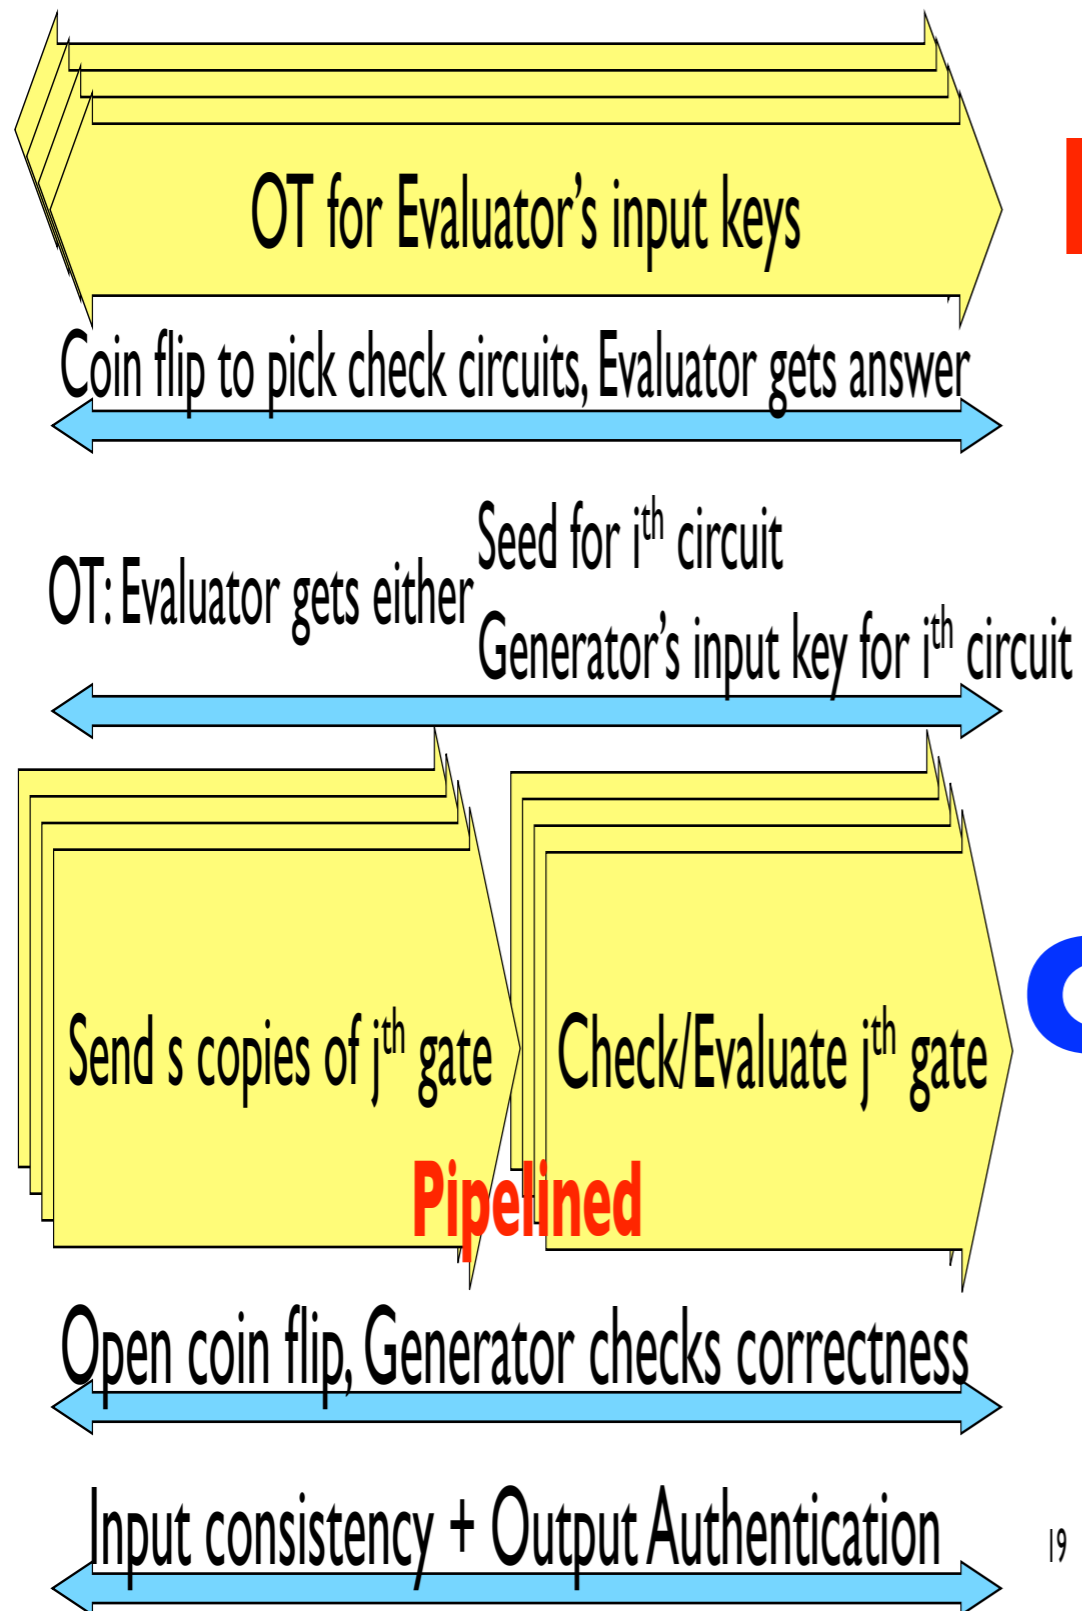 OT for Evaluator's input keys
Coin flip to pick check circuits, Evaluator gets answer
OT: Evaluator gets either
Seed for ith circuit
Generator's input key for ith circuit
Send s copies of jth gate
Check/Evaluate jth gate
Pipelined
Open coin flip, Generator checks correctness
Input consistency + Output Authentication
19